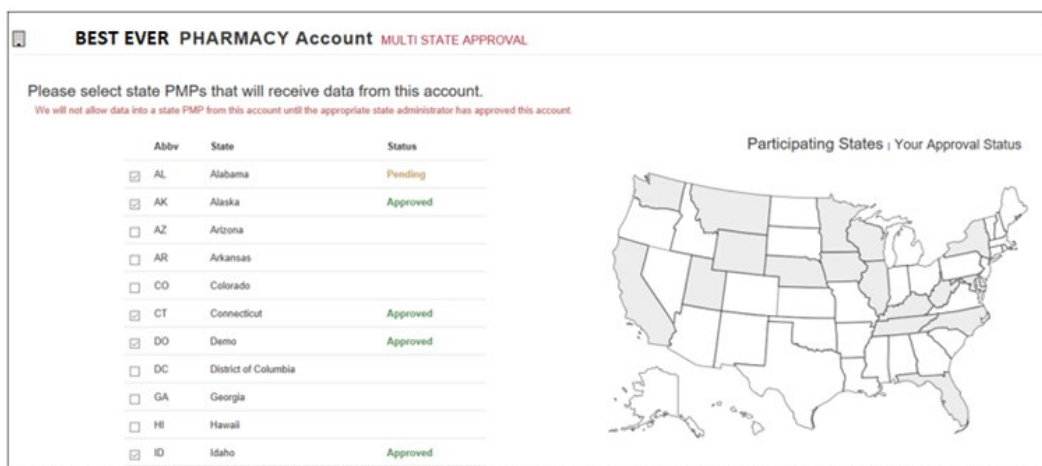 BEST EVER PHARMACY Account MULTI STATE APPROVAL
Please select state PMPs that will receive data from this account.
We will not allow data into a state PMP from this account until the appropriate state administrator has approved this account.
Participating States | Your Approval Status
Abbv State Status
AL Alabama Pending
AK Alaska Approved
AZ Arizona
AR Arkansas
CO Colorado
CT Connecticut Approved
DO Demo Approved
DC District of Columbia
GA Georgia
HI Hawaii
ID Idaho Approved